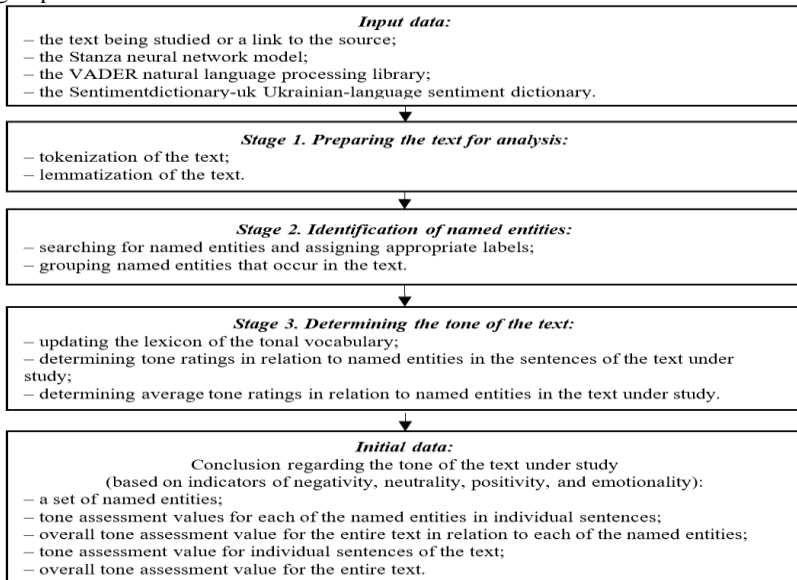 Input data:
– the text being studied or a link to the source;
– the Stanza neural network model;
– the VADER natural language processing library;
– the Sentimentdictionary-uk Ukrainian-language sentiment dictionary.
Stage 1. Preparing the text for analysis:
– tokenization of the text;
– lemmatization of the text.
Stage 2. Identification of named entities:
– searching for named entities and assigning appropriate labels;
– grouping named entities that occur in the text.
Stage 3. Determining the tone of the text:
– updating the lexicon of the tonal vocabulary;
– determining tone ratings in relation to named entities in the sentences of the text under
study;
– determining average tone ratings in relation to named entities in the text under study.
Initial data:
Conclusion regarding the tone of the text under study
(based on indicators of negativity, neutrality, positivity, and emotionality):
– a set of named entities;
– tone assessment values for each of the named entities in individual sentences;
– overall tone assessment value for the entire text in relation to each of the named entities;
– tone assessment value for individual sentences of the text;
– overall tone assessment value for the entire text.